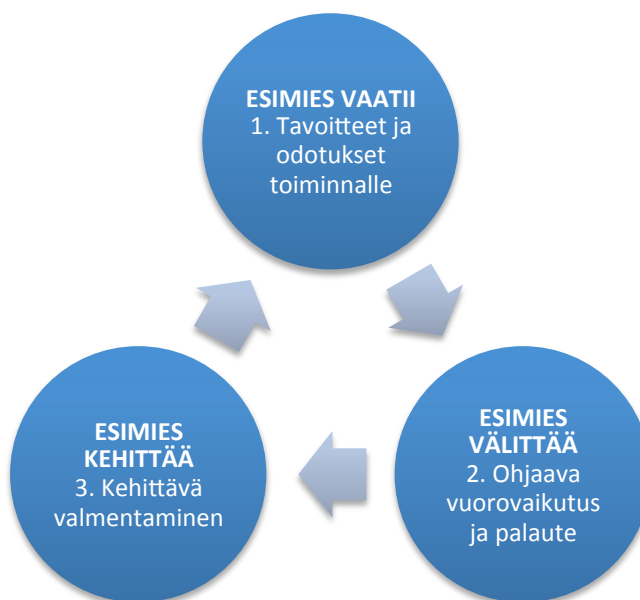 ESIMIES VAATII
1. Tavoitteet ja
odotukset
toiminnalle
ESIMIES
VÄLITTÄÄ
2. Ohjaava
vuorovaikutus
ja palaute
ESIMIES
KEHITTÄÄ
3. Kehittävä
valmentaminen